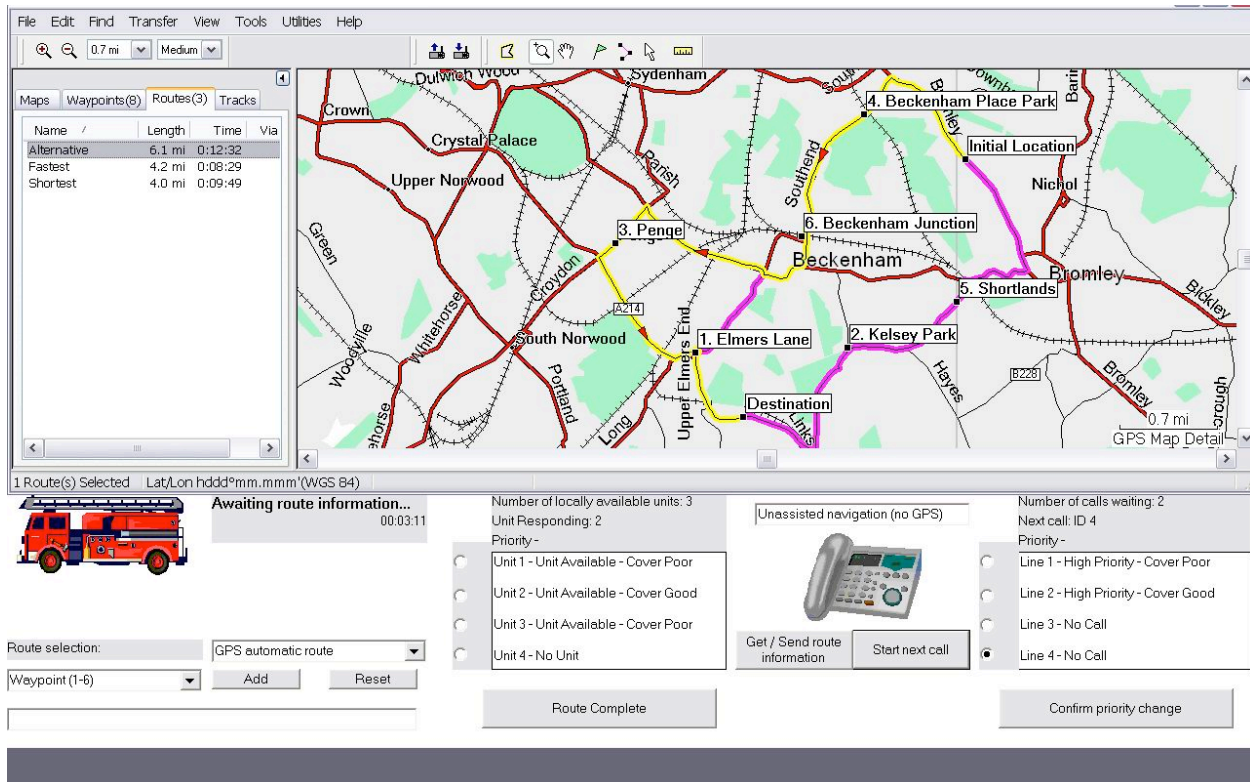 File Edit Find Transfer View Tools Utilities Help
0.7 mi Medium
Maps Waypoints(8) Routes(3) Tracks
Name / Length Time Via
Alternative 6.1 mi 0:12:32
Fastest 4.2 mi 0:08:29
Shortest 4.0 mi 0:09:49
Dulwich Wood
Sydenham
Crown
Crystal Palace
Parish
Upper Norwood
Green
3. Penge
Croydon
Whitehorse
Woodville
A214
South Norwood
Portland
Long
Upper Elmers End
1. Elmers Lane
Destination
Links
4. Beckenham Place Park
Bromley
Initial Location
Southend
Nichol
6. Beckenham Junction
Beckenham
Bromley
5. Shortlands
Bickley
2. Kelsey Park
Hayes
B228
Bromley
0.7 mi
GPS Map Detail
1 Route(s) Selected Lat/Lon hddd°mm.mmm'(WGS 84)
Awaiting route information...
00:03:11
Route selection:
GPS automatic route
Waypoint (1-6)
Add Reset
Number of locally available units: 3
Unit Responding: 2
Priority -
Unit 1 - Unit Available - Cover Poor
Unit 2 - Unit Available - Cover Good
Unit 3 - Unit Available - Cover Poor
Unit 4 - No Unit
Route Complete
Unassisted navigation (no GPS)
Get / Send route
information
Start next call
Number of calls waiting: 2
Next call: ID 4
Priority -
Line 1 - High Priority - Cover Poor
Line 2 - High Priority - Cover Good
Line 3 - No Call
Line 4 - No Call
Confirm priority change